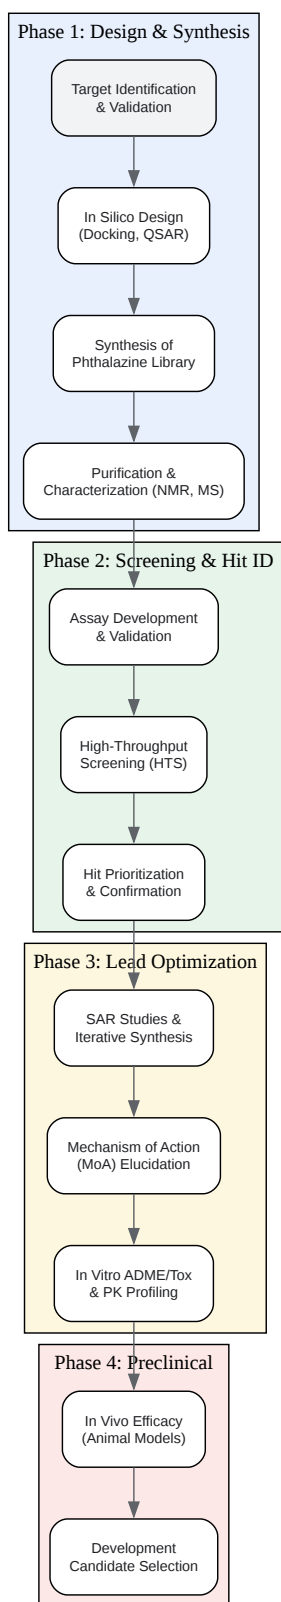 Phase 1: Design & Synthesis
Target Identification
& Validation
In Silico Design
(Docking, QSAR)
Synthesis of
Phthalazine Library
Purification &
Characterization (NMR, MS)
Phase 2: Screening & Hit ID
Assay Development
& Validation
High-Throughput
Screening (HTS)
Hit Prioritization
& Confirmation
Phase 3: Lead Optimization
SAR Studies &
Iterative Synthesis
Mechanism of Action
(MoA) Elucidation
In Vitro ADME/Tox
& PK Profiling
Phase 4: Preclinical
In Vivo Efficacy
(Animal Models)
Development
Candidate Selection